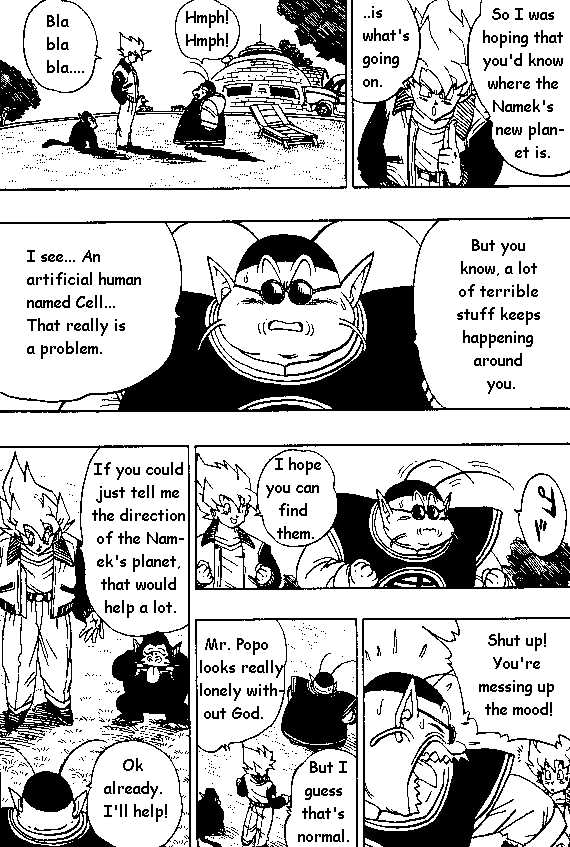 Bla
bla
bla....
Hmph!
Hmph!
..is
what's
going
on.
So I was
hoping that
you'd know
where the
Namek's
new plan-
et is.
I see... An
artificial human
named Cell...
That really is
a problem.
But you
know, a lot
of terrible
stuff keeps
happening
around
you.
If you could
just tell me
the direction
of the Nam-
ek's planet,
that would
help a lot.
Ok
already.
I'll help!
I hope
you can
find
them.
Mr. Popo
looks really
lonely with-
out God.
But I
guess
that's
normal.
Shut up!
You're
messing up
the mood!